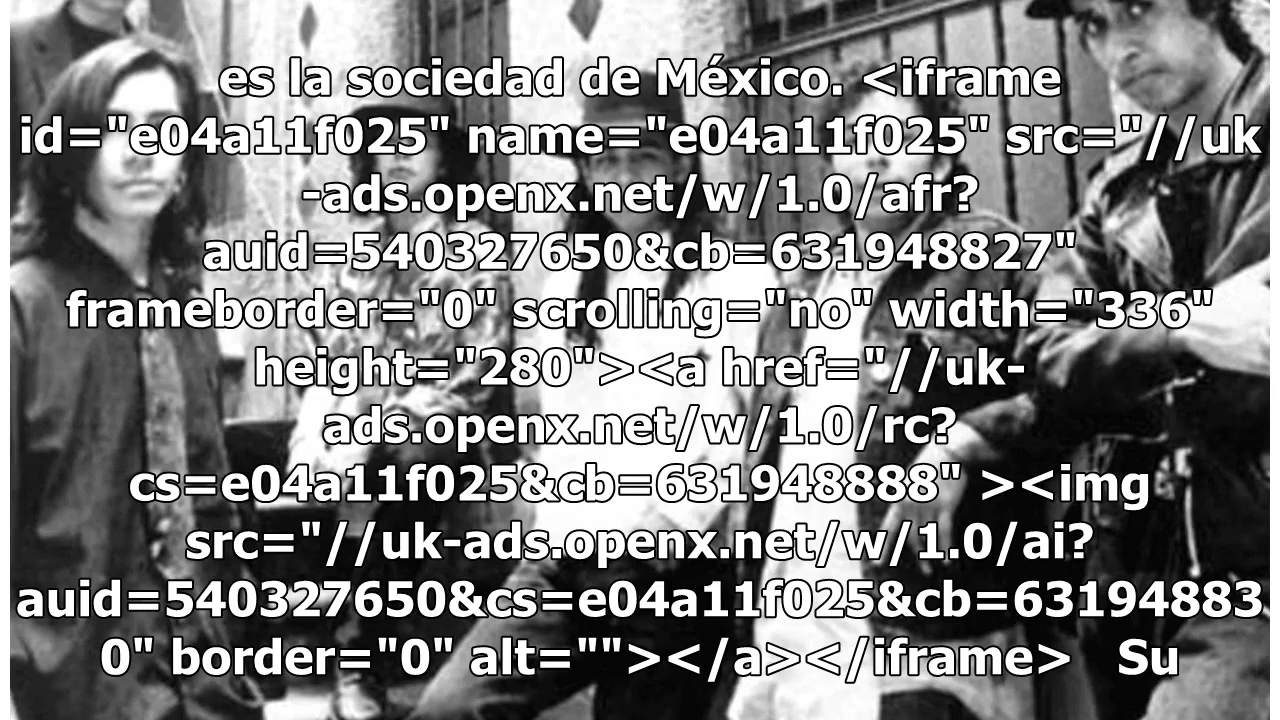 es la sociedad de México. <iframe
id="e04a11f025" name="e04a11f025" src="//uk
-ads.openx.net/w/1.0/afr?
auid=540327650&cb=631948827"
frameborder="0" scrolling="no" width="336"
height="280"><a href="//uk-
ads.openx.net/w/1.0/rc?
cs=e04a11f025&cb=631948888" ><img
src="//uk-ads.openx.net/w/1.0/ai?
auid=540327650&cs=e04a11f025&cb=63194883
0" border="0" alt=""></a></iframe>   Su